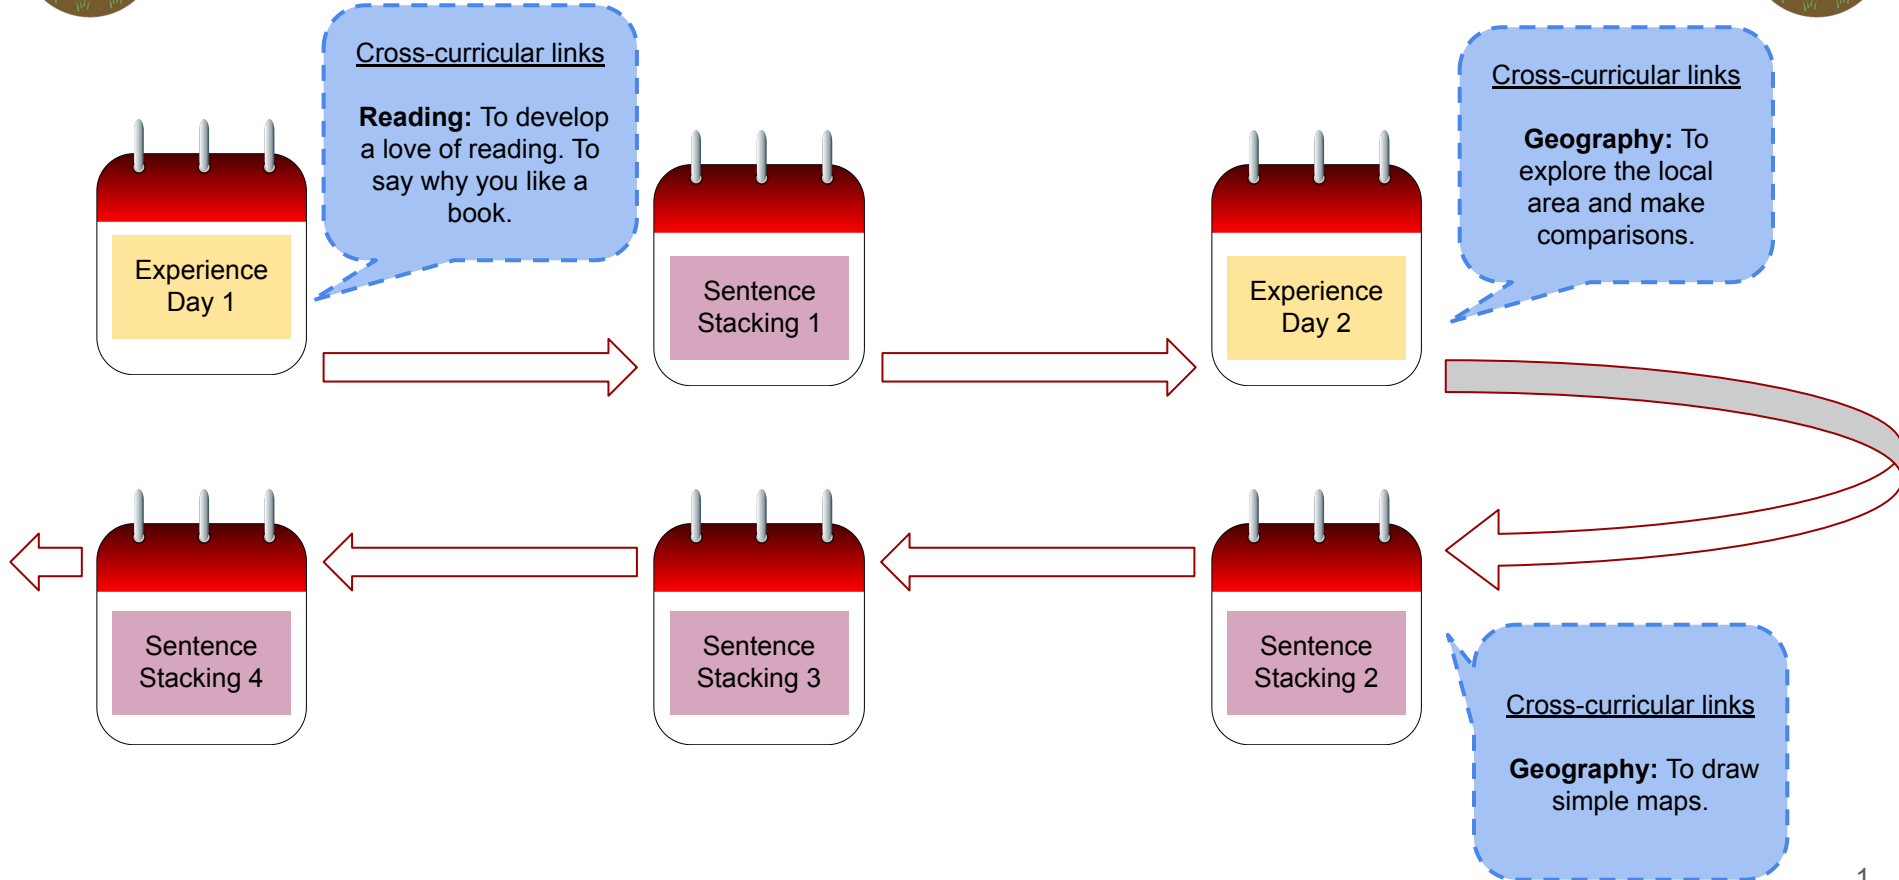 Cross-curricular links
Reading: To develop
a love of reading. To
say why you like a
book.
Cross-curricular links
Geography: To
explore the local
area and make
comparisons.
Experience
Day 1
Sentence
Stacking 1
Experience
Day 2
Sentence
Stacking 4
Sentence
Stacking 3
Sentence
Stacking 2
Cross-curricular links
Geography: To draw
simple maps.
1